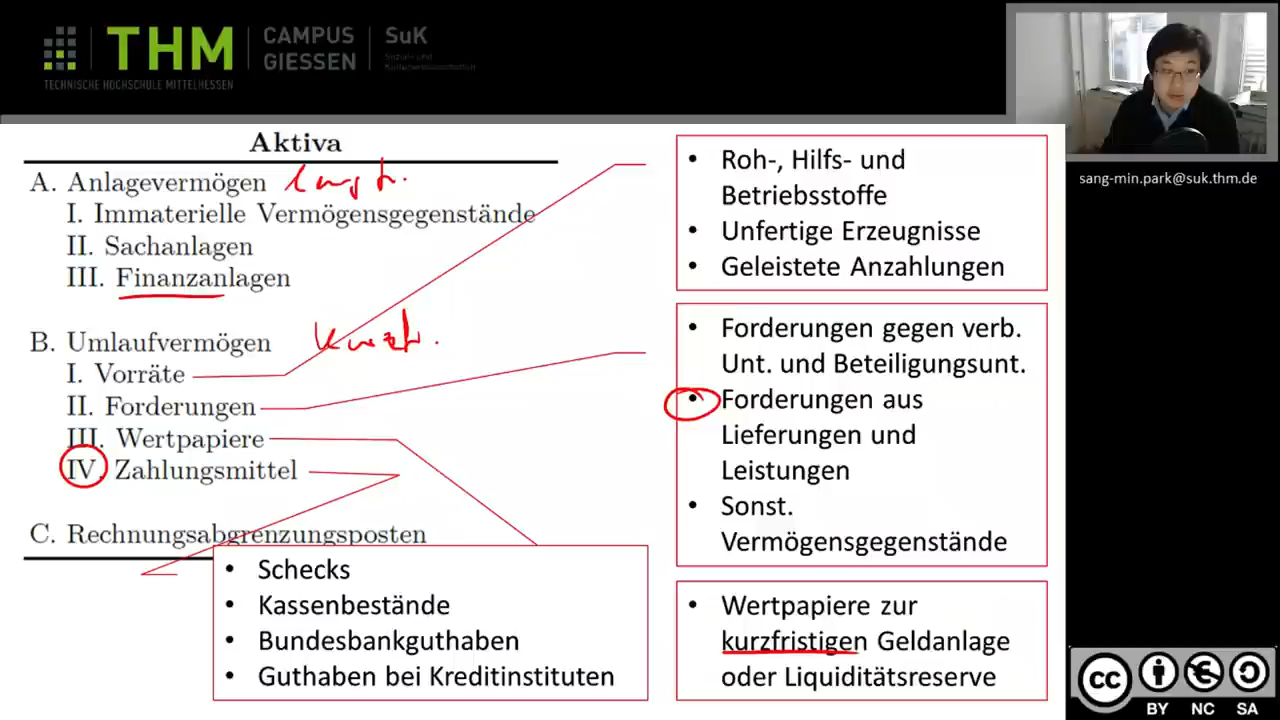 THM
CAMPUS
GIESSEN
SuK
TECHNISCHE HOCHSCHULE MITTELHESSEN
sang-min.park@suk.thm.de
Aktiva
A. Anlagevermögen langfr.
I. Immaterielle Vermögensgegenstände
II. Sachanlagen
III. Finanzanlagen
B. Umlaufvermögen kurzfr.
I. Vorräte
II. Forderungen
III. Wertpapiere
IV. Zahlungsmittel
C. Rechnungsabgrenzungsposten
• Roh-, Hilfs- und
Betriebsstoffe
• Unfertige Erzeugnisse
• Geleistete Anzahlungen
• Forderungen gegen verb.
Unt. und Beteiligungsunt.
• Forderungen aus
Lieferungen und
Leistungen
• Sonst.
Vermögensgegenstände
• Wertpapiere zur
kurzfristigen Geldanlage
oder Liquiditätsreserve
• Schecks
• Kassenbestände
• Bundesbankguthaben
• Guthaben bei Kreditinstituten
cc
BY NC SA